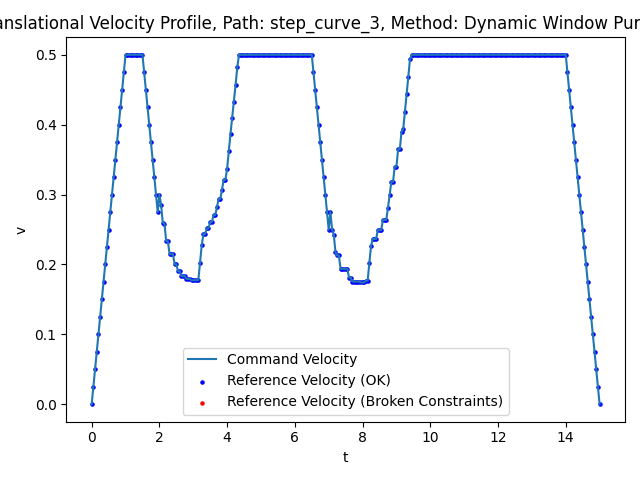 anslational Velocity Profile, Path: step_curve_3, Method: Dynamic Window Pur
0.5
0.4
0.3
0.2
0.1
0.0
v
Command Velocity
Reference Velocity (OK)
Reference Velocity (Broken Constraints)
0 2 4 6 8 10 12 14
t